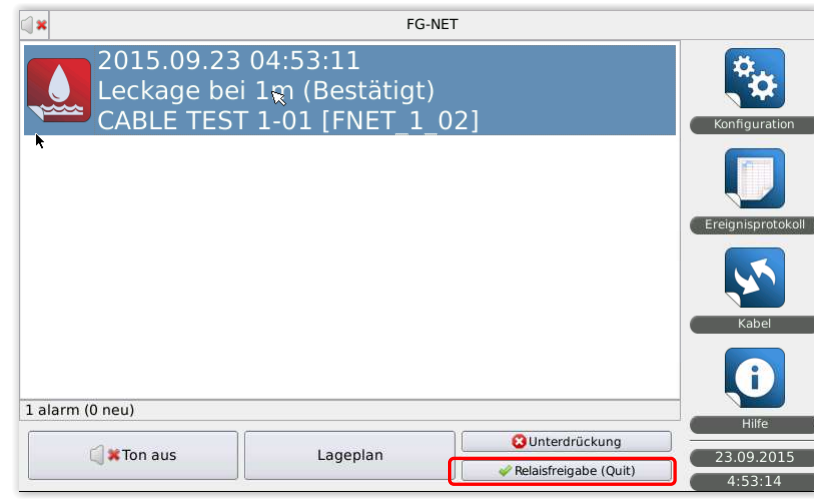 FG-NET
2015.09.23 04:53:11
Leckage bei 1m (Bestätigt)
CABLE TEST 1-01 [FNET_1_02]
1 alarm (0 neu)
Ton aus
Lageplan
Unterdrückung
Relaisfreigabe (Quit)
Konfiguration
Ereignisprotokoll
Kabel
Hilfe
23.09.2015
4:53:14